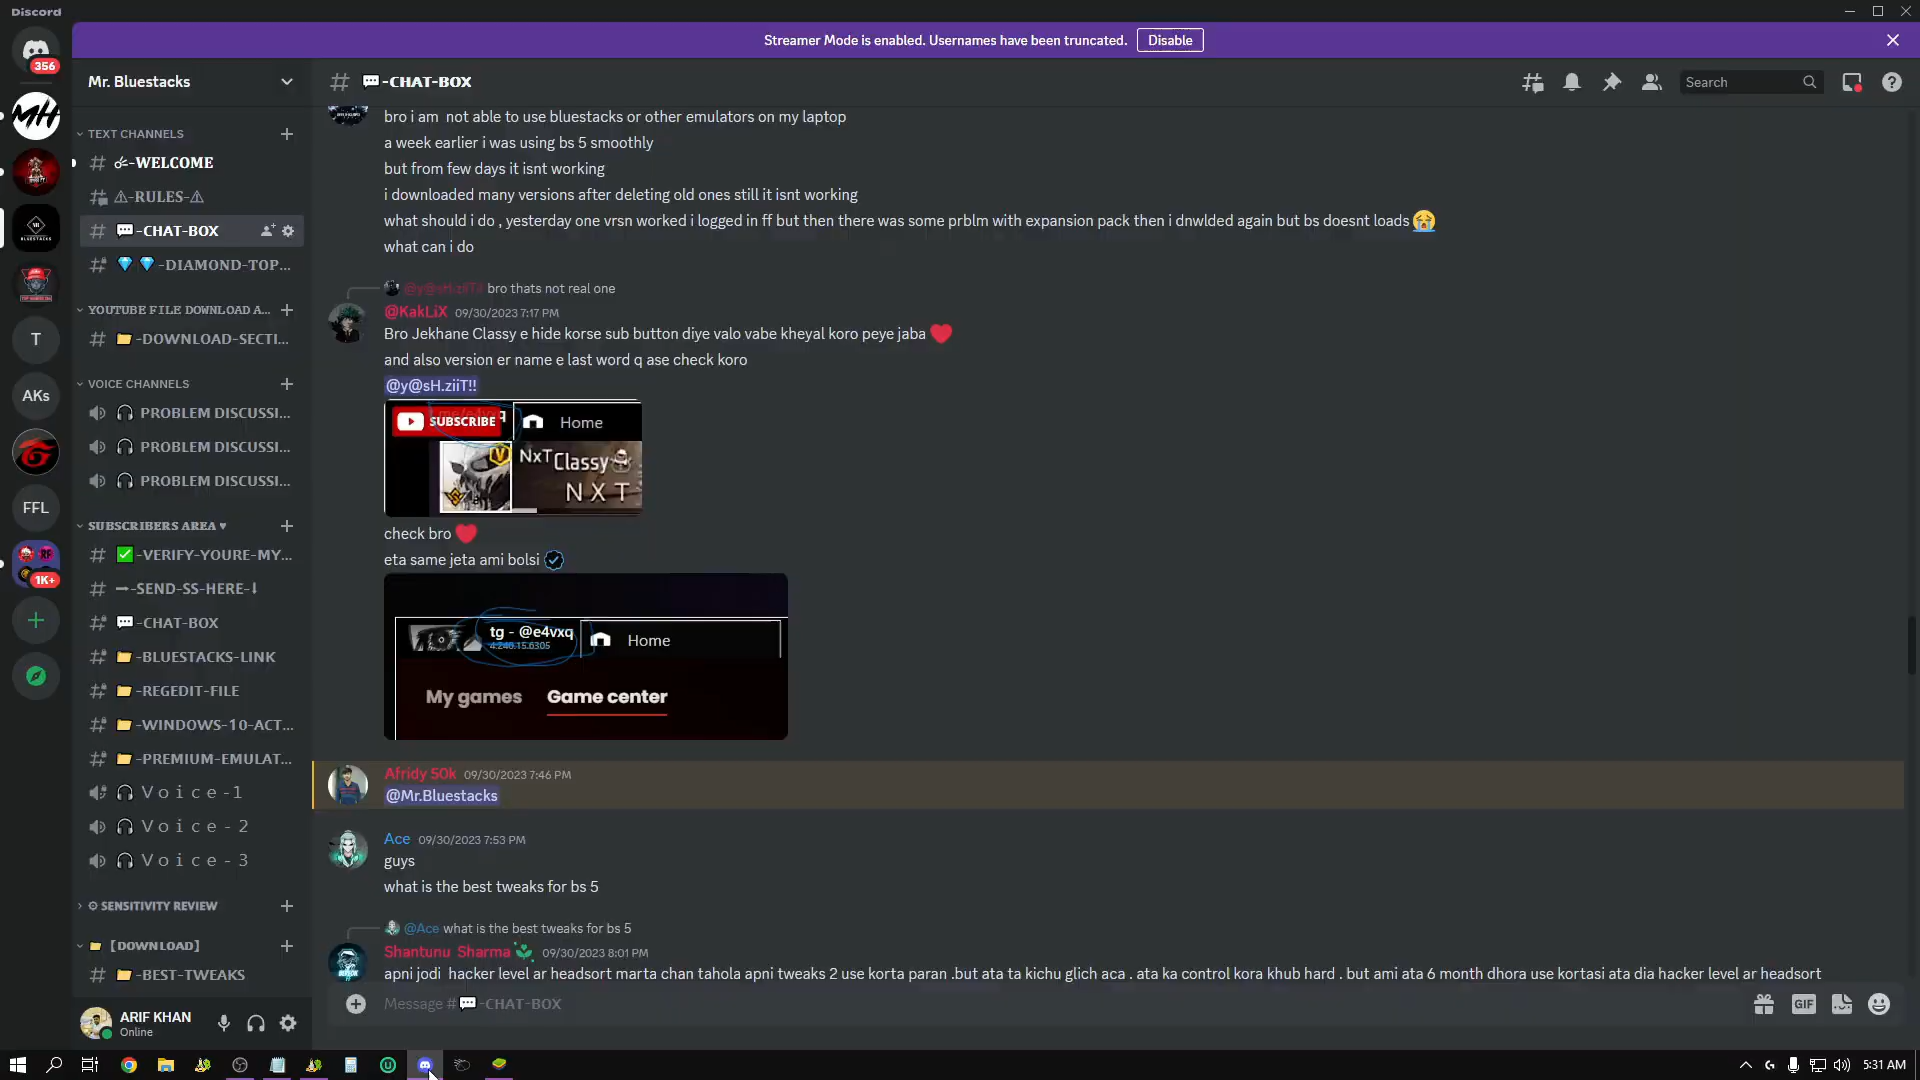 Discord
Streamer Mode is enabled. Usernames have been truncated.
Disable
356
Mr. Bluestacks
-CHAT-BOX
Search
TEXT CHANNELS
-WELCOME
-RULES-
-CHAT-BOX
-DIAMOND-TOP...
YOUTUBE FILE DOWNLOAD A...
-DOWNLOAD-SECTI...
VOICE CHANNELS
PROBLEM DISCUSSI...
PROBLEM DISCUSSI...
PROBLEM DISCUSSI...
SUBSCRIBERS AREA ♥
-VERIFY-YOURE-MY...
-SEND-SS-HERE-
-CHAT-BOX
-BLUESTACKS-LINK
-REGEDIT-FILE
-WINDOWS-10-ACT...
-PREMIUM-EMULAT...
Voice-1
Voice-2
Voice-3
SENSITIVITY REVIEW
[DOWNLOAD]
-BEST-TWEAKS
T
AKs
FFL
1K+
ARIF KHAN
Online
bro i am not able to use bluestacks or other emulators on my laptop
a week earlier i was using bs 5 smoothly
but from few days it isnt working
i downloaded many versions after deleting old ones still it isnt working
what should i do , yesterday one vrsn worked i logged in ff but then there was some prblm with expansion pack then i dnwlded again but bs doesnt loads 😭
what can i do
@y@sH.ziiT!! bro thats not real one
@KakLiX 09/30/2023 7:17 PM
Bro Jekhane Classy e hide korse sub button diye valo vabe kheyal koro peye jaba ❤️
and also version er name e last word q ase check koro
@y@sH.ziiT!!
SUBSCRIBE
Home
NxT Classy
NXT
check bro ❤️
eta same jeta ami bolsi
tg - @e4vxq
4.240.15.6305
Home
My games Game center
Afridy 50k 09/30/2023 7:46 PM
@Mr.Bluestacks
Ace 09/30/2023 7:53 PM
guys
what is the best tweaks for bs 5
@Ace what is the best tweaks for bs 5
Shantunu Sharma 09/30/2023 8:01 PM
apni jodi hacker level ar headsort marta chan tahola apni tweaks 2 use korta paran .but ata ta kichu glich aca . ata ka control kora khub hard . but ami ata 6 month dhora use kortasi ata dia hacker level ar headsort
Message # -CHAT-BOX
GIF
5:31 AM